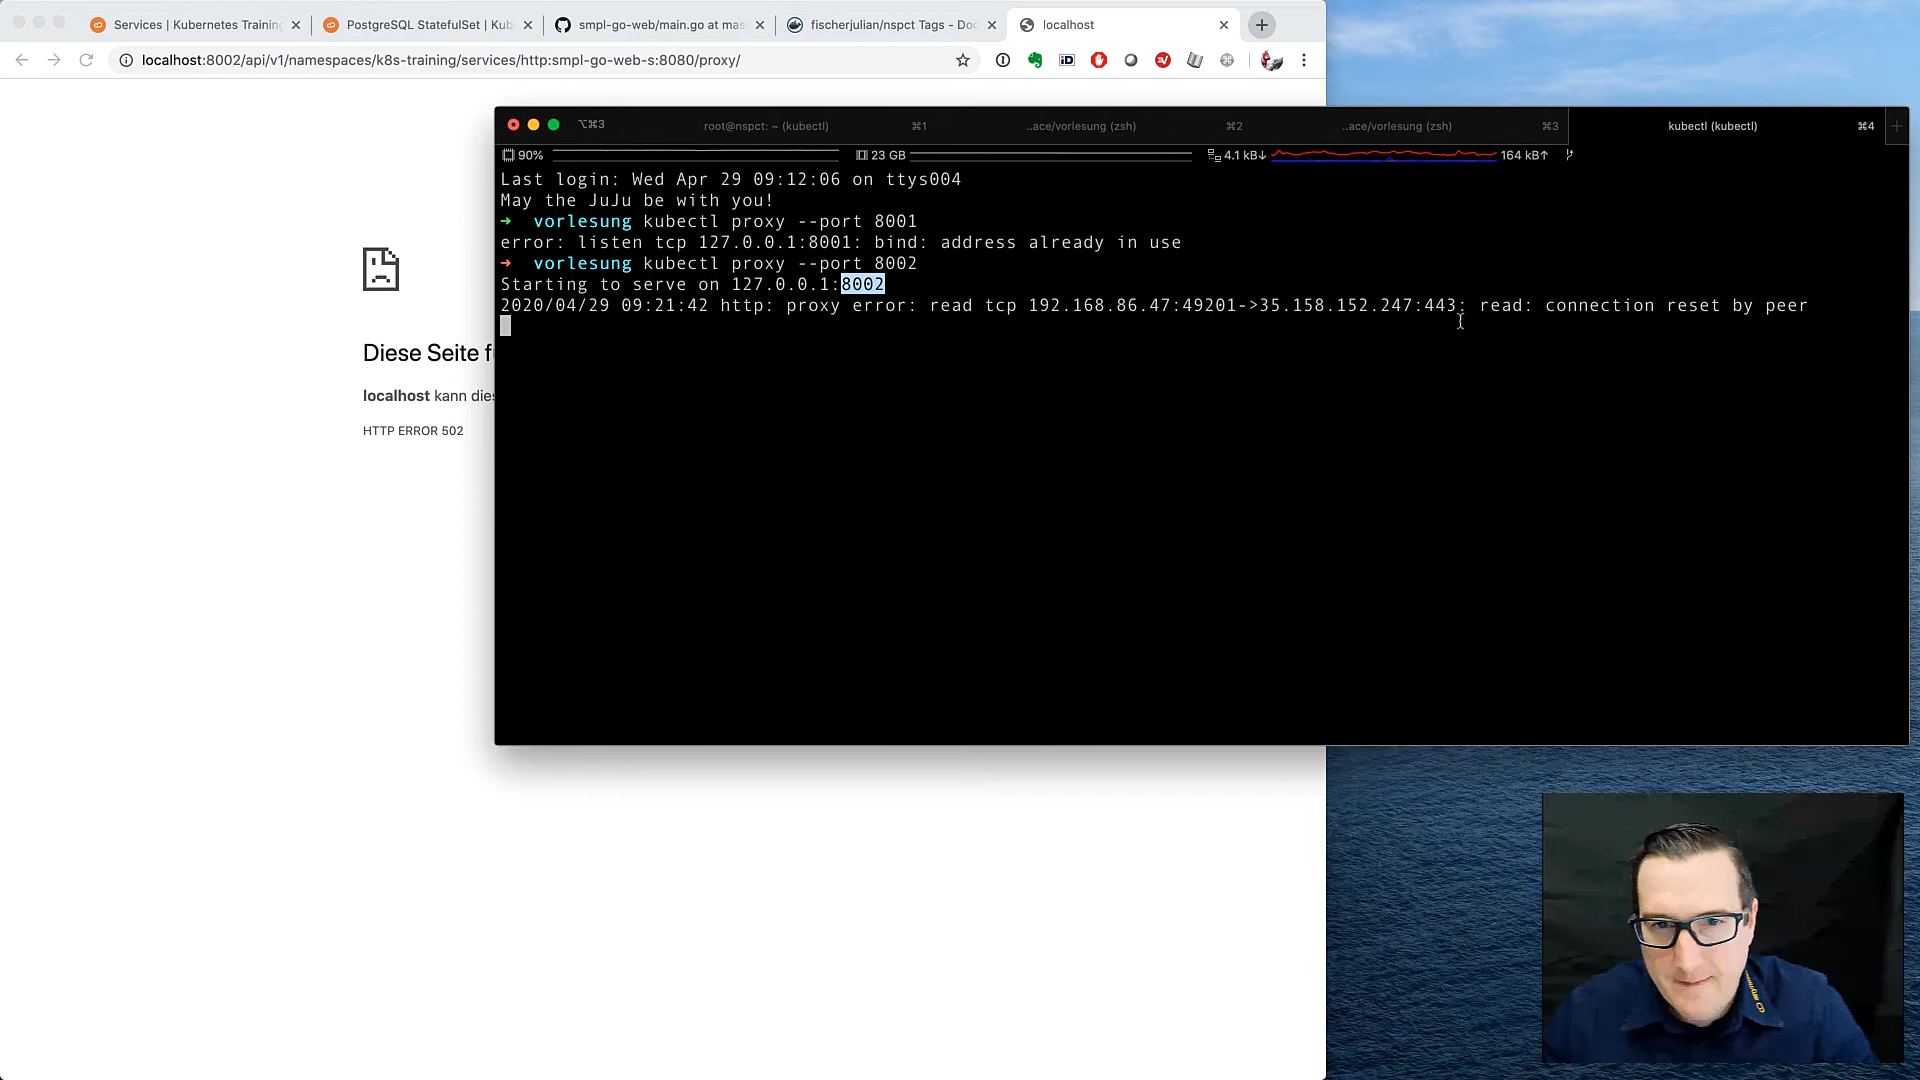 Services | Kubernetes Training
PostgreSQL StatefulSet | Kub
smpl-go-web/main.go at mas
fischerjulian/nspct Tags - Doc
localhost
localhost:8002/api/v1/namespaces/k8s-training/services/http:smpl-go-web-s:8080/proxy/
⌥⌘3
root@nspct: ~ (kubectl)
⌘1
..ace/vorlesung (zsh)
⌘2
..ace/vorlesung (zsh)
⌘3
kubectl (kubectl)
⌘4
90%
23 GB
4.1 kB↓
164 kB↑
Last login: Wed Apr 29 09:12:06 on ttys004
May the JuJu be with you!
→ vorlesung kubectl proxy --port 8001
error: listen tcp 127.0.0.1:8001: bind: address already in use
→ vorlesung kubectl proxy --port 8002
Starting to serve on 127.0.0.1:8002
2020/04/29 09:21:42 http: proxy error: read tcp 192.168.86.47:49201->35.158.152.247:443: read: connection reset by peer
Diese Seite f
localhost kann dies
HTTP ERROR 502